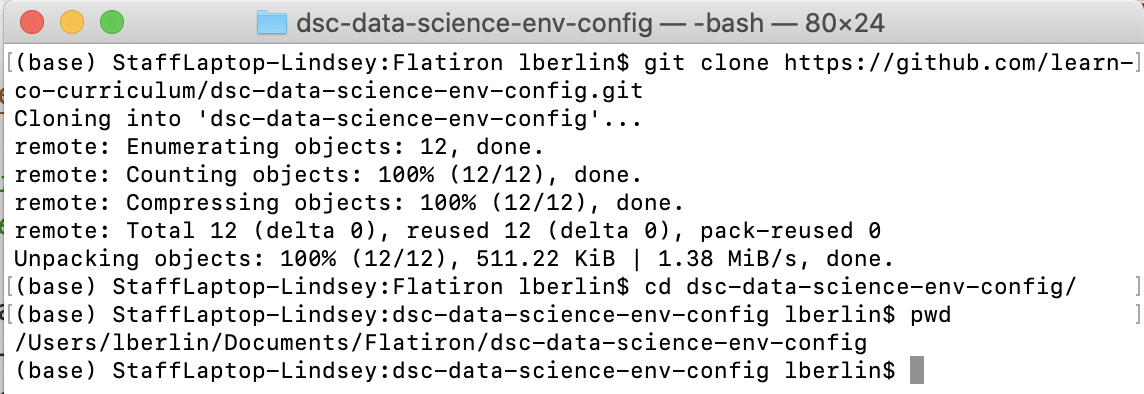 dsc-data-science-env-config — -bash — 80×24
[(base) StaffLaptop-Lindsey:Flatiron lberlin$ git clone https://github.com/learn-]
co-curriculum/dsc-data-science-env-config.git
Cloning into 'dsc-data-science-env-config'...
remote: Enumerating objects: 12, done.
remote: Counting objects: 100% (12/12), done.
remote: Compressing objects: 100% (12/12), done.
remote: Total 12 (delta 0), reused 12 (delta 0), pack-reused 0
Unpacking objects: 100% (12/12), 511.22 KiB | 1.38 MiB/s, done.
[(base) StaffLaptop-Lindsey:Flatiron lberlin$ cd dsc-data-science-env-config/ ]
[(base) StaffLaptop-Lindsey:dsc-data-science-env-config lberlin$ pwd ]
/Users/lberlin/Documents/Flatiron/dsc-data-science-env-config
(base) StaffLaptop-Lindsey:dsc-data-science-env-config lberlin$